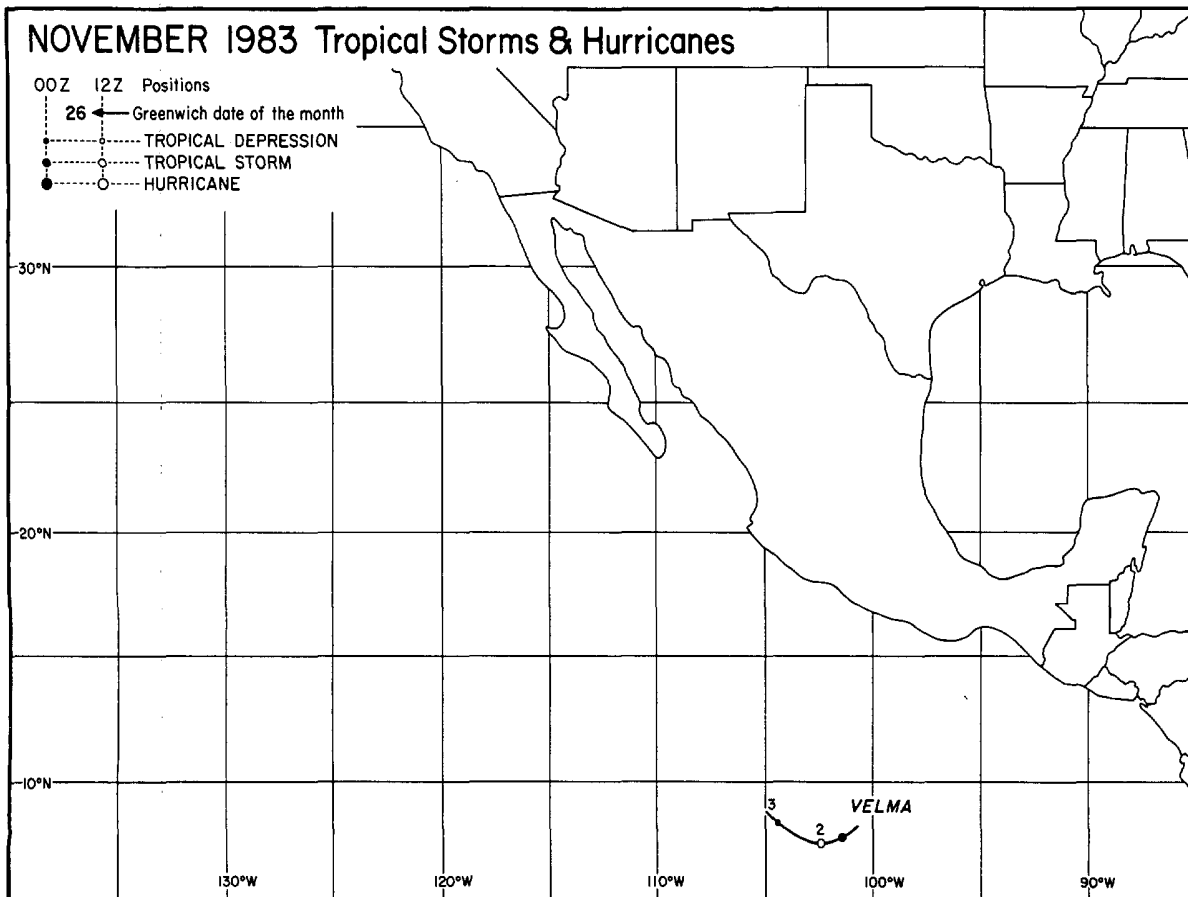 NOVEMBER 1983 Tropical Storms & Hurricanes
00Z 12Z Positions
26 Greenwich date of the month
TROPICAL DEPRESSION
TROPICAL STORM
HURRICANE
30°N
20°N
10°N
3
VELMA
2
130°W
120°W
110°W
100°W
90°W